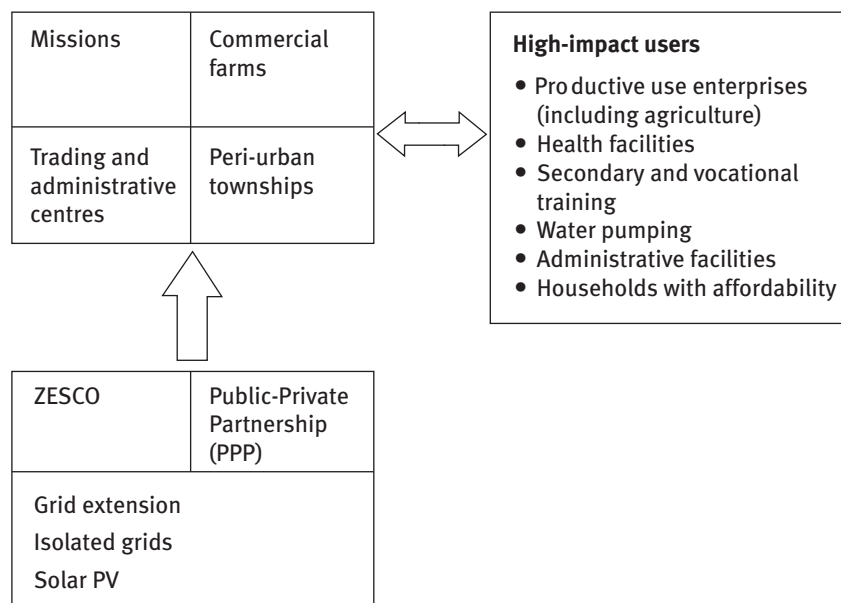 Missions
Commercial
farms
Trading and
administrative
centres
Peri-urban
townships
High-impact users
• Productive use enterprises
(including agriculture)
• Health facilities
• Secondary and vocational
training
• Water pumping
• Administrative facilities
• Households with affordability
ZESCO
Public-Private
Partnership
(PPP)
Grid extension
Isolated grids
Solar PV